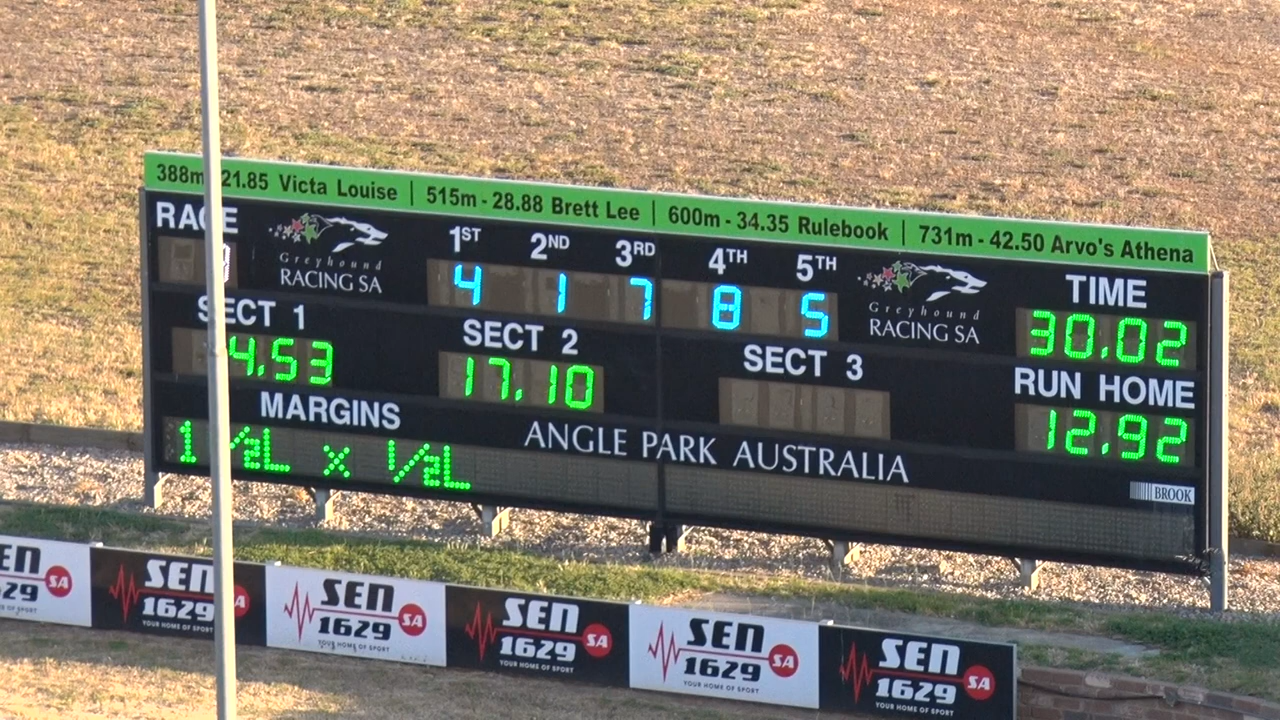 388m 21.85 Victa Louise | 515m - 28.88 Brett Lee | 600m - 34.35 Rulebook | 731m - 42.50 Arvo's Athena
RACE
Greyhound
RACING SA
1ST 2ND 3RD 4TH 5TH
4 1 7 8 5
Greyhound
RACING SA
TIME
30.02
SECT 1
4.53
SECT 2
17.10
SECT 3
RUN HOME
12.92
MARGINS
1 ½L x ½L
ANGLE PARK AUSTRALIA
BROOK
EN
29 SA
SEN
1629
YOUR HOME OF SPORT
SEN
1629 SA
YOUR HOME OF SPORT
SEN
1629 SA
YOUR HOME OF SPORT
SEN
1629 SA
YOUR HOME OF SPORT
SEN
1629 SA
YOUR HOME OF SPORT